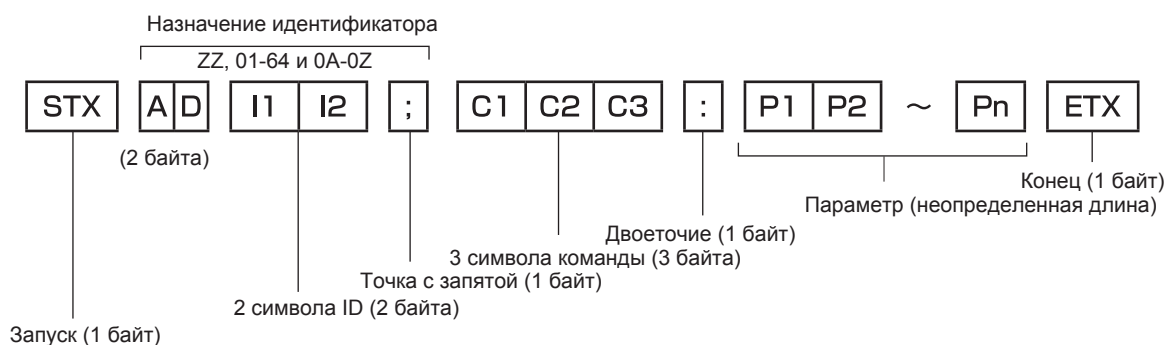 Назначение идентификатора
ZZ, 01-64 и 0A-0Z
STX A D I1 I2 ; C1 C2 C3 : P1 P2 ~ Pn ETX
(2 байта)
Конец (1 байт)
Параметр (неопределенная длина)
Двоеточие (1 байт)
3 символа команды (3 байта)
Точка с запятой (1 байт)
2 символа ID (2 байта)
Запуск (1 байт)